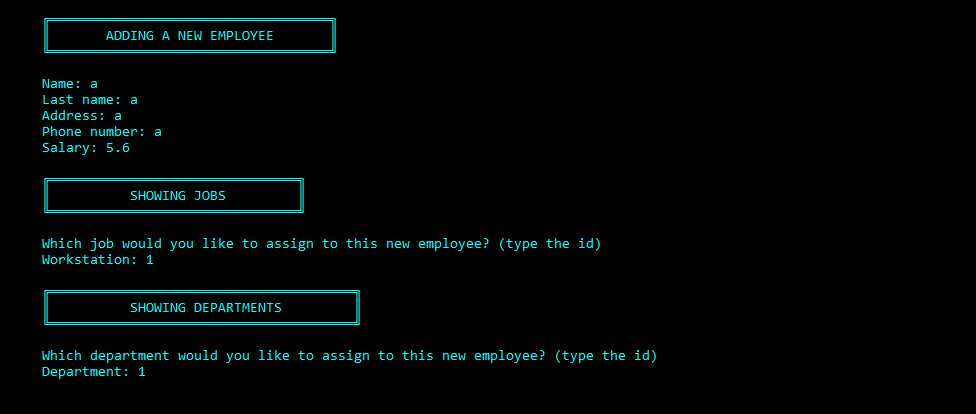 ADDING A NEW EMPLOYEE
Name: a
Last name: a
Address: a
Phone number: a
Salary: 5.6
SHOWING JOBS
Which job would you like to assign to this new employee? (type the id)
Workstation: 1
SHOWING DEPARTMENTS
Which department would you like to assign to this new employee? (type the id)
Department: 1